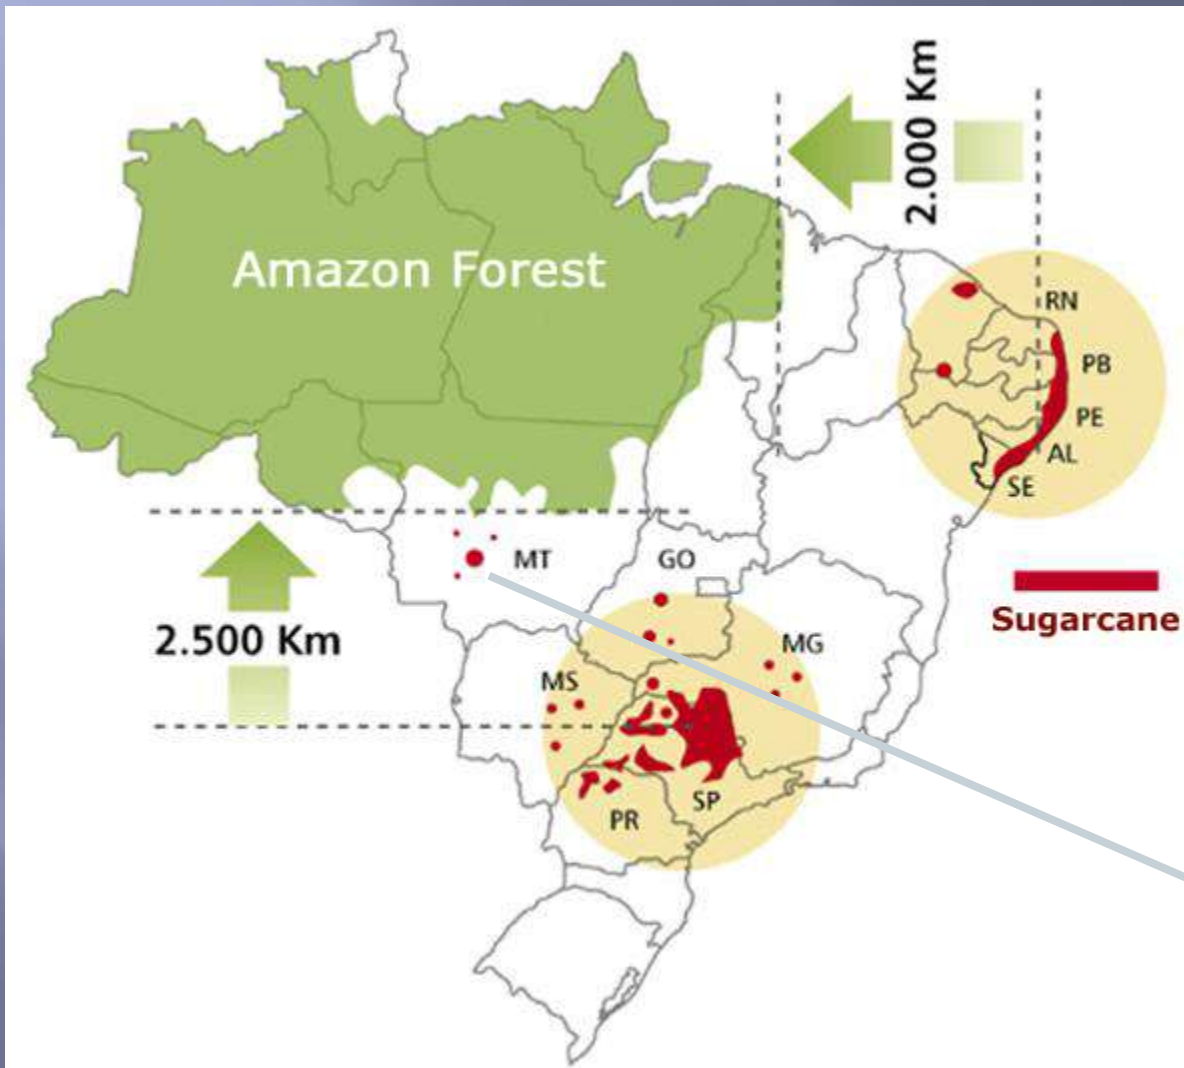 2.000 Km
Amazon Forest
RN
PB
PE
AL
SE
MT
GO
Sugarcane
2.500 Km
MG
MS
SP
PR